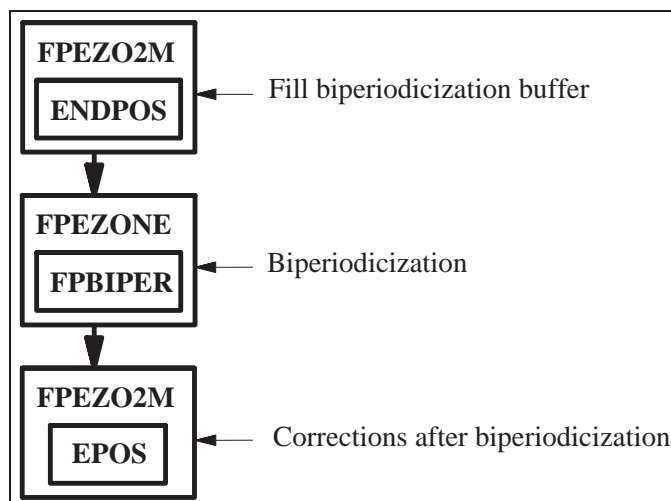 FPEZO2M
ENDPOS
Fill biperiodicization buffer
FPEZONE
FPBIPER
Biperiodicization
FPEZO2M
EPOS
Corrections after biperiodicization